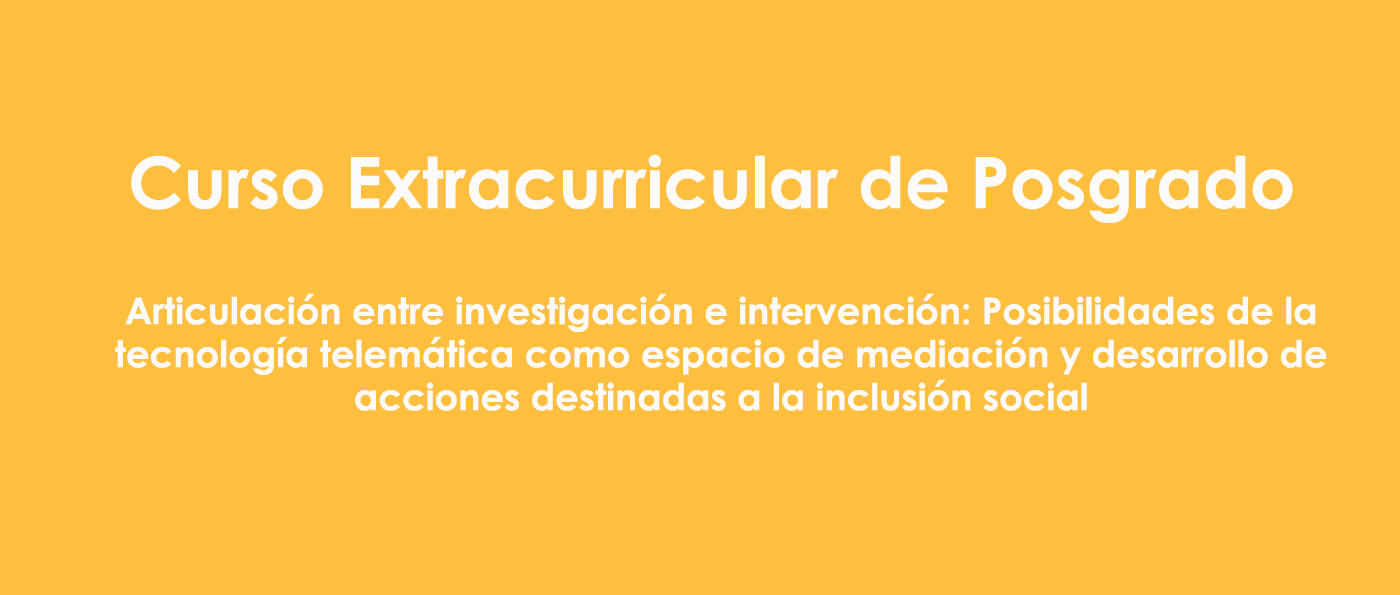 Curso Extracurricular de Posgrado
Articulación entre investigación e intervención: Posibilidades de la
tecnología telemática como espacio de mediación y desarrollo de
acciones destinadas a la inclusión social